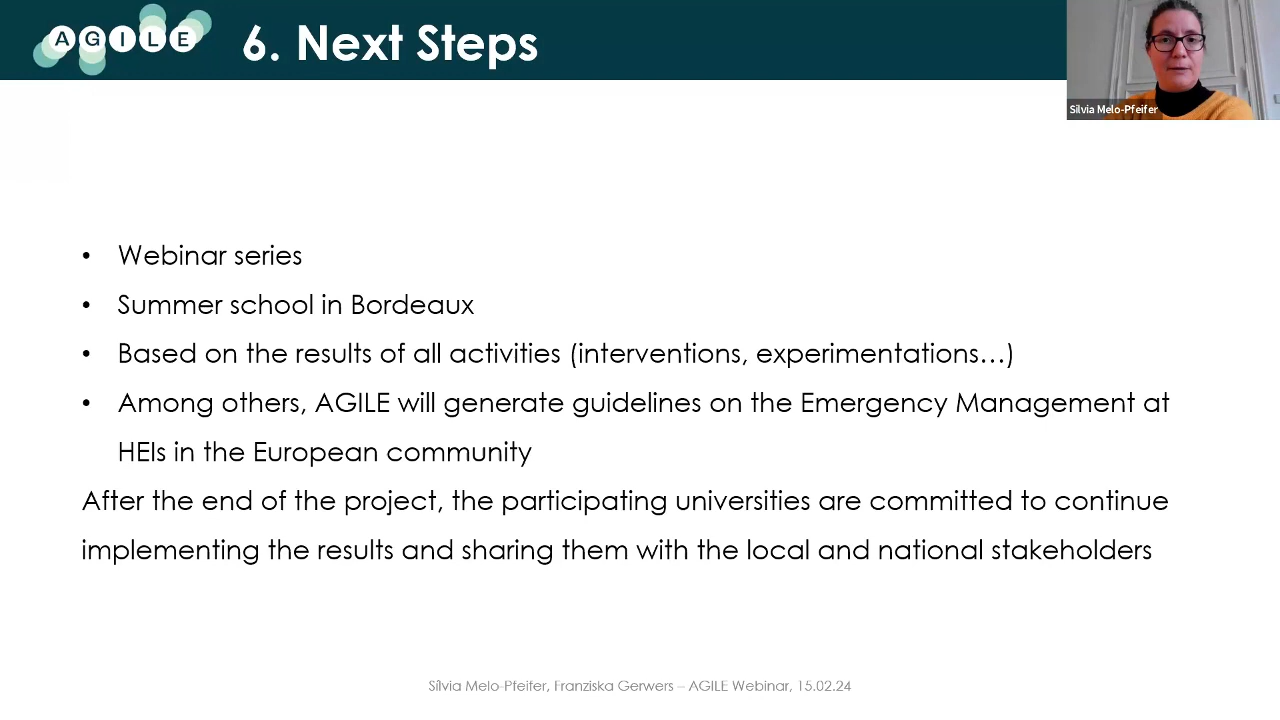 AGILE
6. Next Steps
Sílvia Melo-Pfeifer
• Webinar series
• Summer school in Bordeaux
• Based on the results of all activities (interventions, experimentations…)
• Among others, AGILE will generate guidelines on the Emergency Management at
HEIs in the European community
After the end of the project, the participating universities are committed to continue
implementing the results and sharing them with the local and national stakeholders
Sílvia Melo-Pfeifer, Franziska Gerwers – AGILE Webinar, 15.02.24